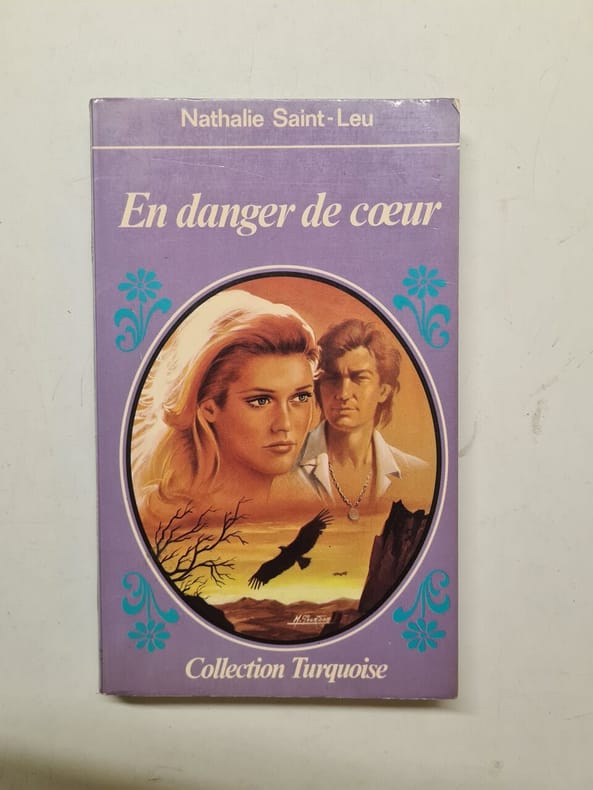 Nathalie Saint-Leu
En danger de cœur
Collection Turquoise